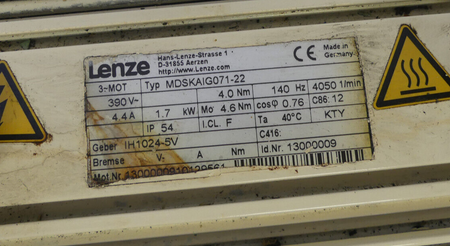 Lenze
Hans-Lenze-Strasse 1
D-31855 Aerzen
http://www.Lenze.com
CE Made in Germany
3~MOT Typ MDSKAIG071-22
390 V~ 4.0 Nm 140 Hz 4050 1/min
4.4 A 1.7 kW Mo 4.6 Nm cosφ 0.76 C86: 12
IP 54 I.CL. F Ta 40°C KTY
Geber IH1024-5V C416:
Bremse V= A Nm Id.Nr. 13000009
Mot.Nr.